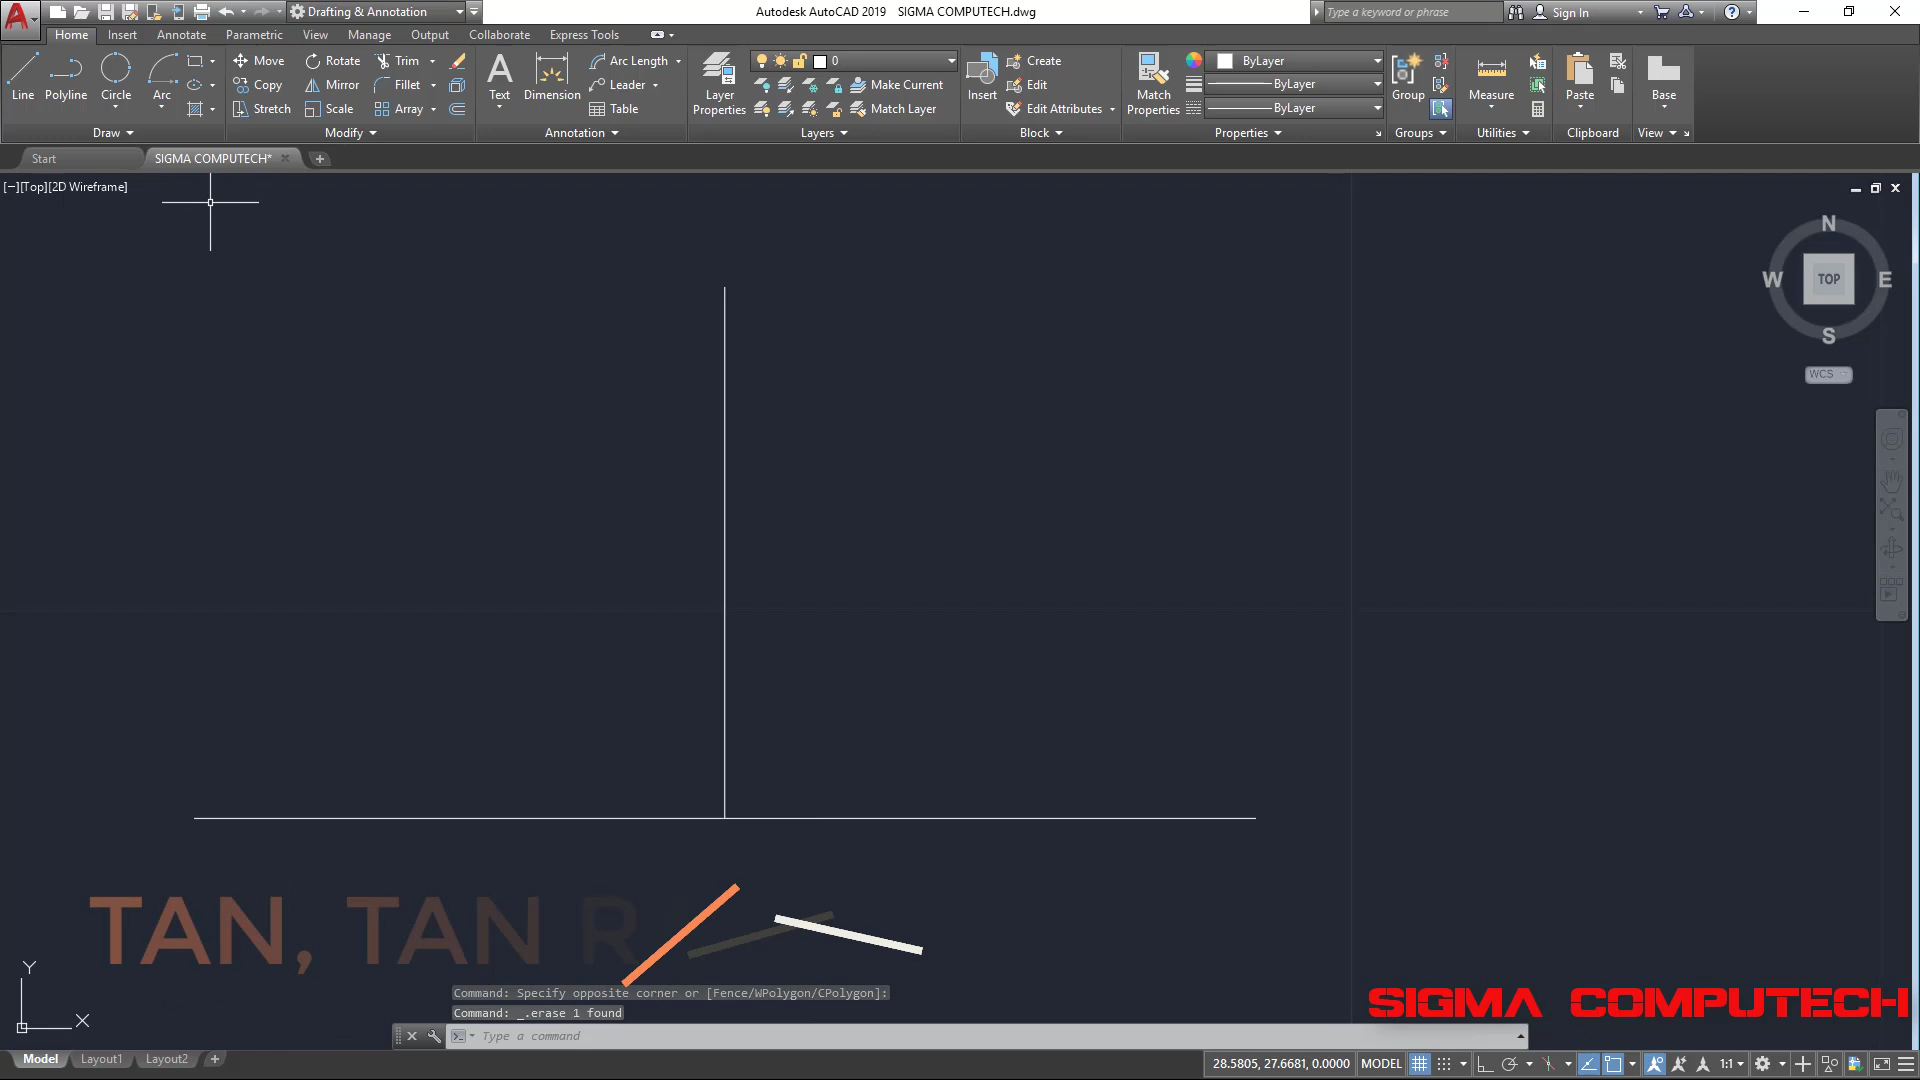 Drafting & Annotation
Autodesk AutoCAD 2019 SIGMA COMPUTECH.dwg
Type a keyword or phrase
Sign In
Home Insert Annotate Parametric View Manage Output Collaborate Express Tools
Line Polyline Circle Arc
Move Rotate Trim
Copy Mirror Fillet
Stretch Scale Array
Text Dimension
Arc Length
Leader
Table
Layer Properties
0
Make Current
Match Layer
Insert
Create
Edit
Edit Attributes
Match Properties
ByLayer
ByLayer
ByLayer
Group Measure Paste Base
Draw Modify Annotation Layers Block Properties Groups Utilities Clipboard View
Start SIGMA COMPUTECH*
[−][Top][2D Wireframe]
N
W TOP E
S
WCS
TAN, TAN R
Y
X
Command: Specify opposite corner or [Fence/WPolygon/CPolygon]:
Command: _.erase 1 found
Type a command
SIGMA COMPUTECH
Model Layout1 Layout2
28.5805, 27.6681, 0.0000 MODEL 1:1